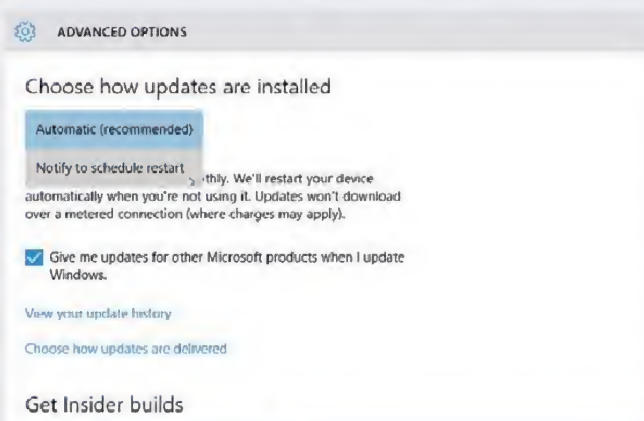 ADVANCED OPTIONS
Choose how updates are installed
Automatic (recommended)
Notify to schedule restart
thly. We'll restart your device
automatically when you're not using it. Updates won't download
over a metered connection (where charges may apply).
Give me updates for other Microsoft products when I update
Windows.
View your update history
Choose how updates are delivered
Get Insider builds